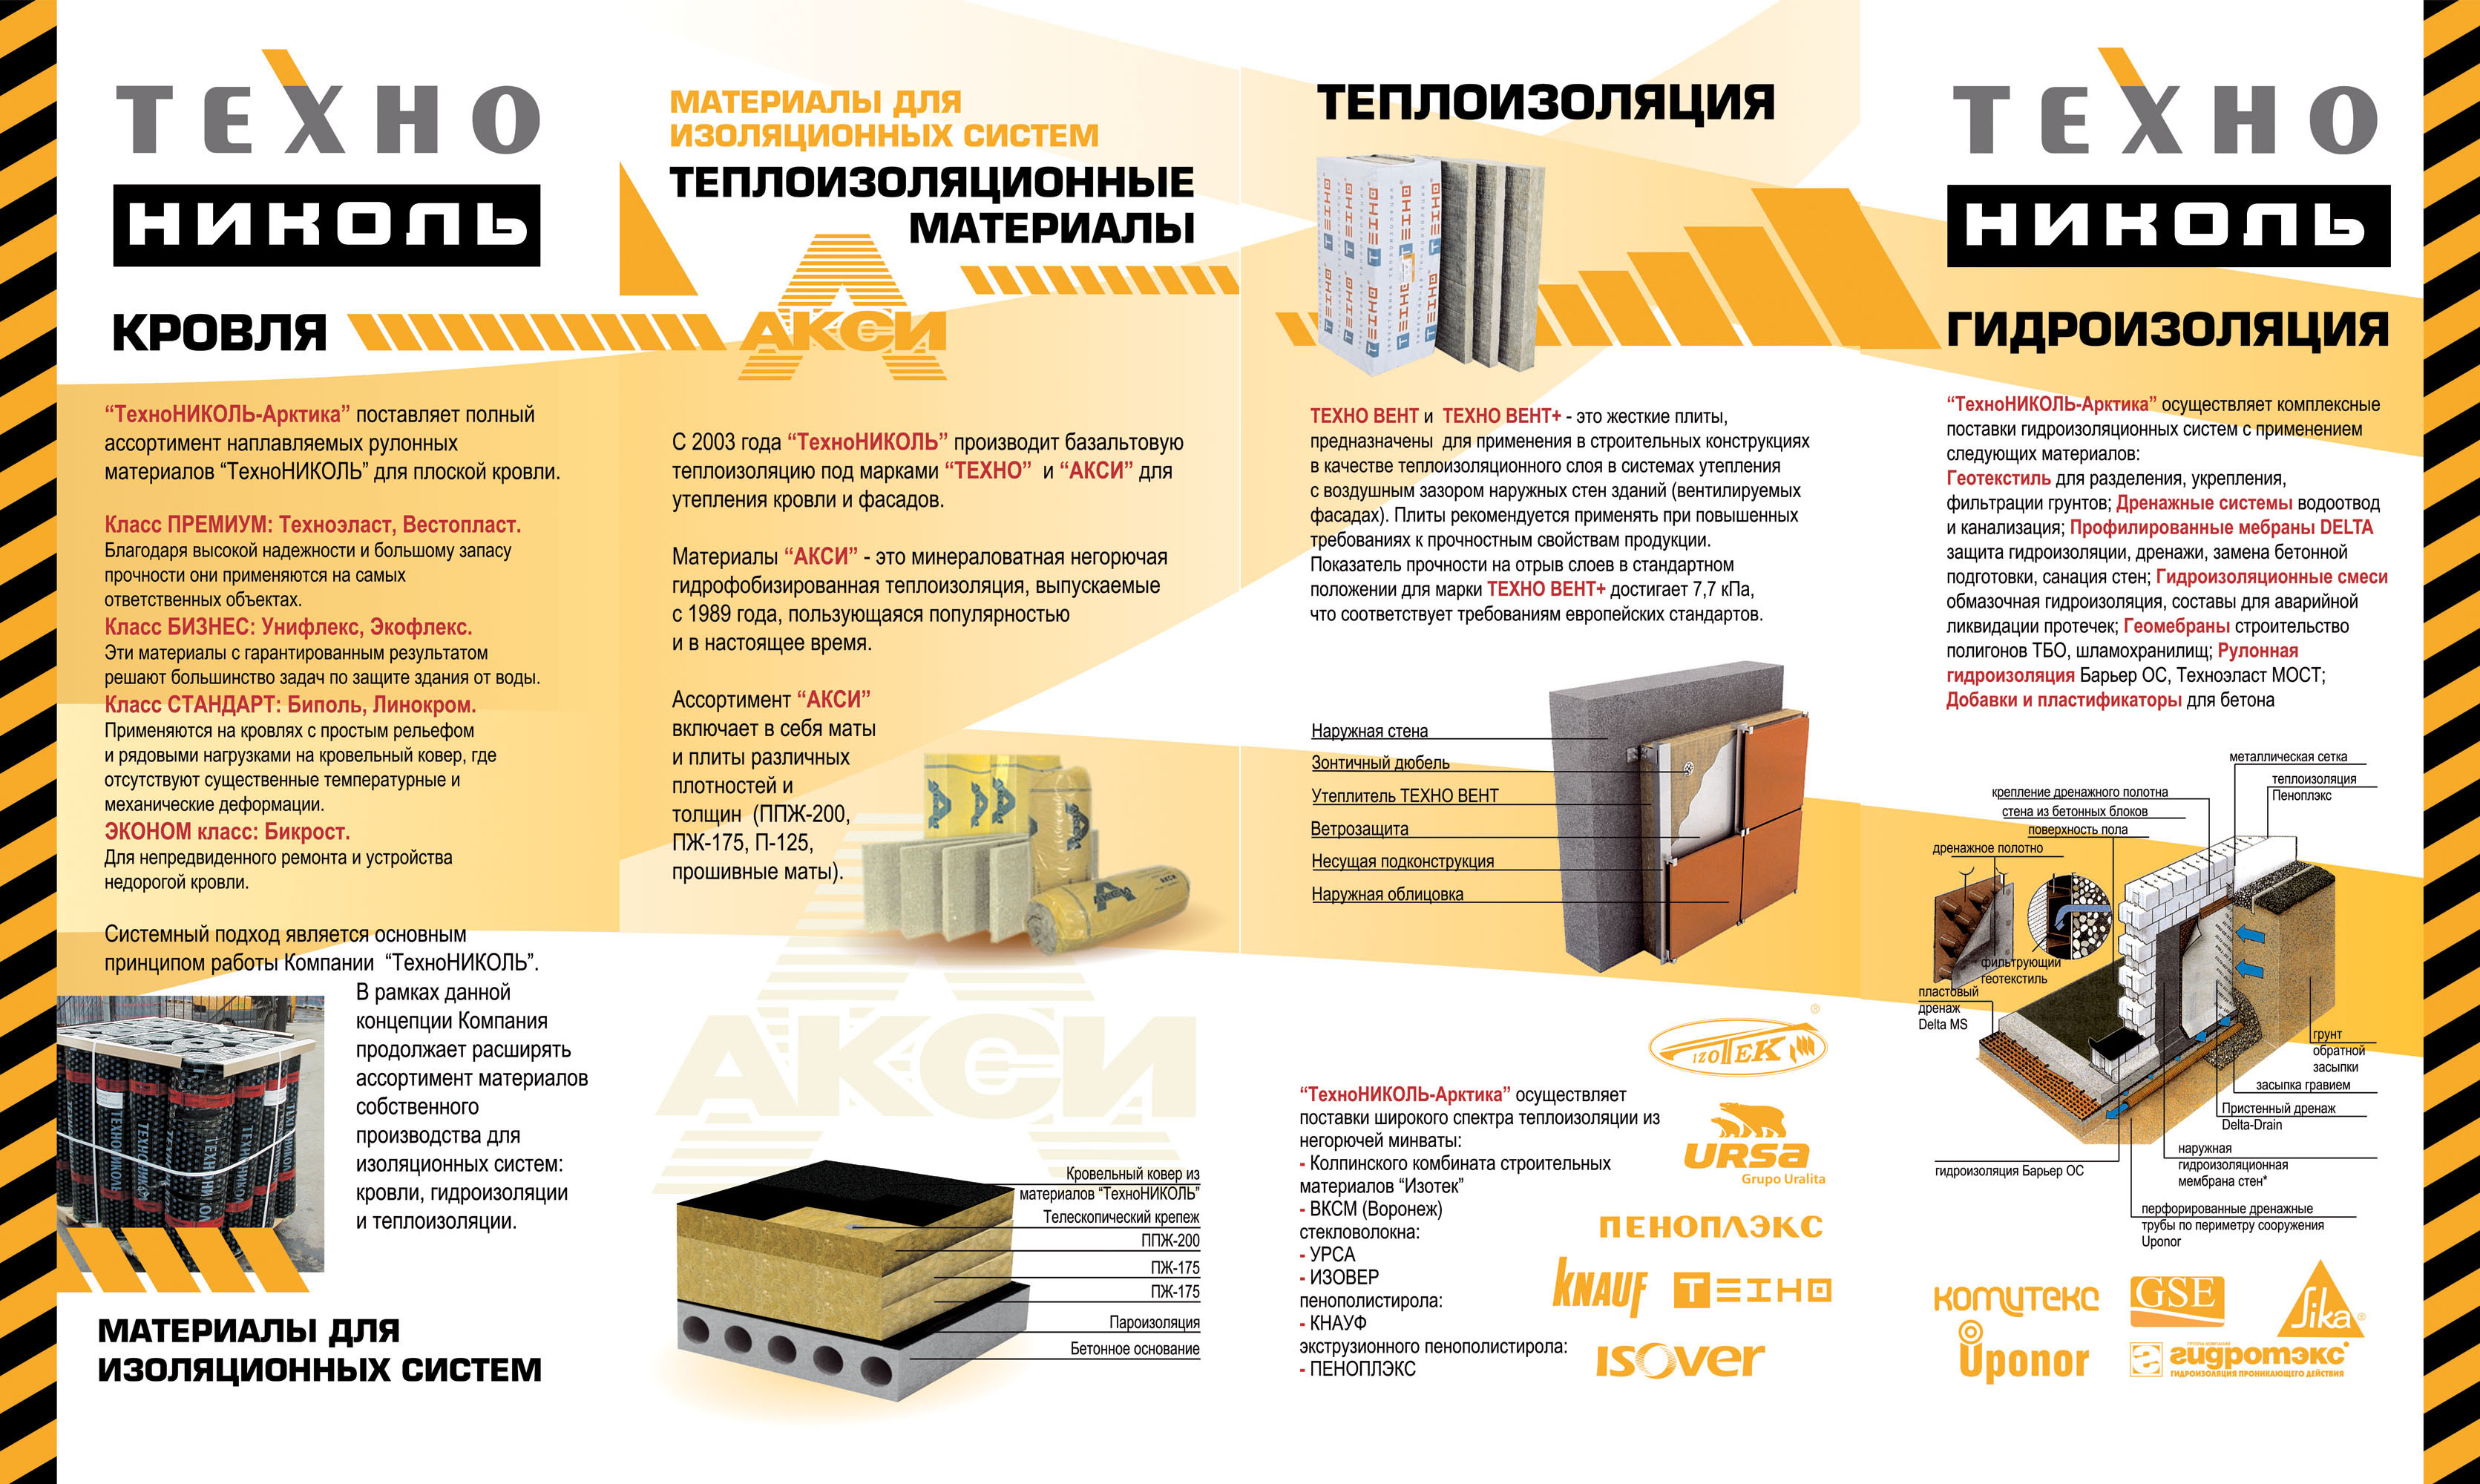 ТЕХНО
НИКОЛЬ
КРОВЛЯ
“ТехноНИКОЛЬ-Арктика” поставляет полный
ассортимент наплавляемых рулонных
материалов “ТехноНИКОЛЬ” для плоской кровли.
Класс ПРЕМИУМ: Техноэласт, Вестопласт.
Благодаря высокой надежности и большому запасу
прочности они применяются на самых
ответственных объектах.
Класс БИЗНЕС: Унифлекс, Экофлекс.
Эти материалы с гарантированным результатом
решают большинство задач по защите здания от воды.
Класс СТАНДАРТ: Биполь, Линокром.
Применяются на кровлях с простым рельефом
и рядовыми нагрузками на кровельный ковер, где
отсутствуют существенные температурные и
механические деформации.
ЭКОНОМ класс: Бикрост.
Для непредвиденного ремонта и устройства
недорогой кровли.
Системный подход является основным
принципом работы Компании “ТехноНИКОЛЬ”.
В рамках данной
концепции Компания
продолжает расширять
ассортимент материалов
собственного
производства для
изоляционных систем:
кровли, гидроизоляции
и теплоизоляции.
МАТЕРИАЛЫ ДЛЯ
ИЗОЛЯЦИОННЫХ СИСТЕМ
МАТЕРИАЛЫ ДЛЯ
ИЗОЛЯЦИОННЫХ СИСТЕМ
ТЕПЛОИЗОЛЯЦИОННЫЕ
МАТЕРИАЛЫ
АКСИ
С 2003 года “ТехноНИКОЛЬ” производит базальтовую
теплоизоляцию под марками “ТЕХНО” и “АКСИ” для
утепления кровли и фасадов.
Материалы “АКСИ” - это минераловатная негорючая
гидрофобизированная теплоизоляция, выпускаемые
с 1989 года, пользующаяся популярностью
и в настоящее время.
Ассортимент “АКСИ”
включает в себя маты
и плиты различных
плотностей и
толщин (ППЖ-200,
ПЖ-175, П-125,
прошивные маты).
АКСИ
АКСИ
Кровельный ковер из
материалов “ТехноНИКОЛЬ”
Телескопический крепеж
ППЖ-200
ПЖ-175
ПЖ-175
Пароизоляция
Бетонное основание
ТЕПЛОИЗОЛЯЦИЯ
ТЕХНО ВЕНТ и ТЕХНО ВЕНТ+ - это жесткие плиты,
предназначены для применения в строительных конструкциях
в качестве теплоизоляционного слоя в системах утепления
с воздушным зазором наружных стен зданий (вентилируемых
фасадах). Плиты рекомендуется применять при повышенных
требованиях к прочностным свойствам продукции.
Показатель прочности на отрыв слоев в стандартном
положении для марки ТЕХНО ВЕНТ+ достигает 7,7 кПа,
что соответствует требованиям европейских стандартов.
Наружная стена
Зонтичный дюбель
Утеплитель ТЕХНО ВЕНТ
Ветрозащита
Несущая подконструкция
Наружная облицовка
“ТехноНИКОЛЬ-Арктика” осуществляет
поставки широкого спектра теплоизоляции из
негорючей минваты:
- Колпинского комбината строительных
материалов “Изотек”
- ВКСМ (Воронеж)
стекловолокна:
- УРСА
- ИЗОВЕР
пенополистирола:
- КНАУФ
экструзионного пенополистирола:
- ПЕНОПЛЭКС
IZOTEK ®
URSA
Grupo Uralita
ПЕНОПЛЭКС
KNAUF
ТЕХНО
ISOVER
ТЕХНО
НИКОЛЬ
ГИДРОИЗОЛЯЦИЯ
“ТехноНИКОЛЬ-Арктика” осуществляет комплексные
поставки гидроизоляционных систем с применением
следующих материалов:
Геотекстиль для разделения, укрепления,
фильтрации грунтов; Дренажные системы водоотвод
и канализация; Профилированные мебраны DELTA
защита гидроизоляции, дренажи, замена бетонной
подготовки, санация стен; Гидроизоляционные смеси
обмазочная гидроизоляция, составы для аварийной
ликвидации протечек; Геомебраны строительство
полигонов ТБО, шламохранилищ; Рулонная
гидроизоляция Барьер ОС, Техноэласт МОСТ;
Добавки и пластификаторы для бетона
металлическая сетка
теплоизоляция
Пеноплэкс
крепление дренажного полотна
стена из бетонных блоков
поверхность пола
дренажное полотно
фильтрующий
геотекстиль
пластовый
дренаж
Delta MS
грунт
обратной
засыпки
засыпка гравием
Пристенный дренаж
Delta-Drain
наружная
гидроизоляционная
мембрана стен*
гидроизоляция Барьер ОС
перфорированные дренажные
трубы по периметру сооружения
Uponor
комитекс
GSE
Sika®
Uponor
гидротэкс
ГИДРОИЗОЛЯЦИЯ ПРОНИКАЮЩЕГО ДЕЙСТВИЯ